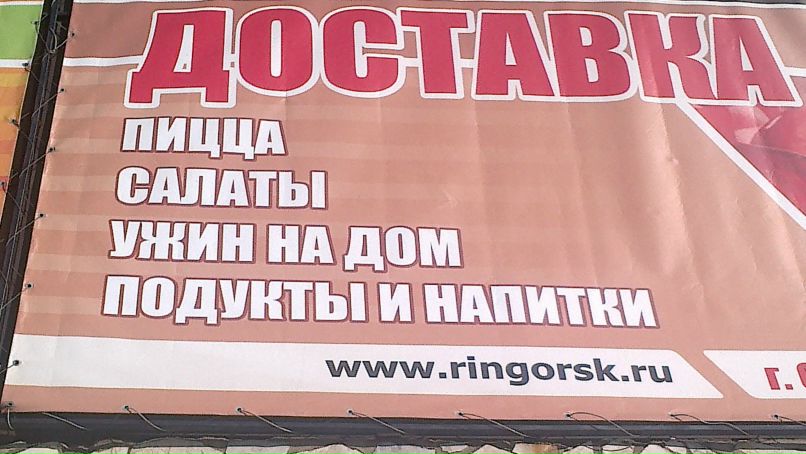 ДОСТАВКА
ПИЦЦА
САЛАТЫ
УЖИН НА ДОМ
ПОДУКТЫ И НАПИТКИ
www.ringorsk.ru
г.